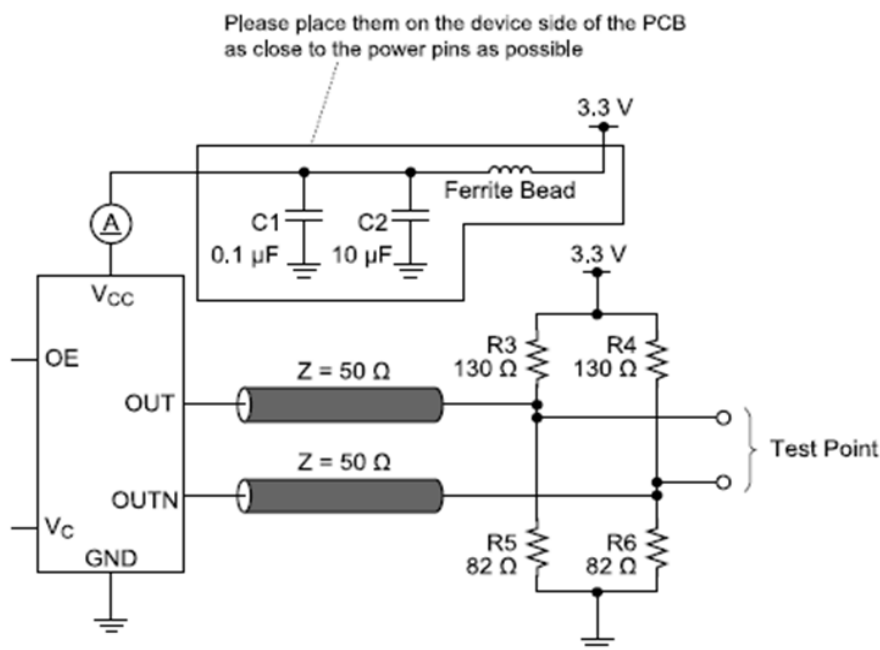 Please place them on the device side of the PCB
as close to the power pins as possible
3.3 V
Ferrite Bead
A
C1
0.1 µF
C2
10 µF
3.3 V
VCC
OE
OUT
OUTN
VC
GND
Z = 50 Ω
Z = 50 Ω
R3
130 Ω
R4
130 Ω
Test Point
R5
82 Ω
R6
82 Ω